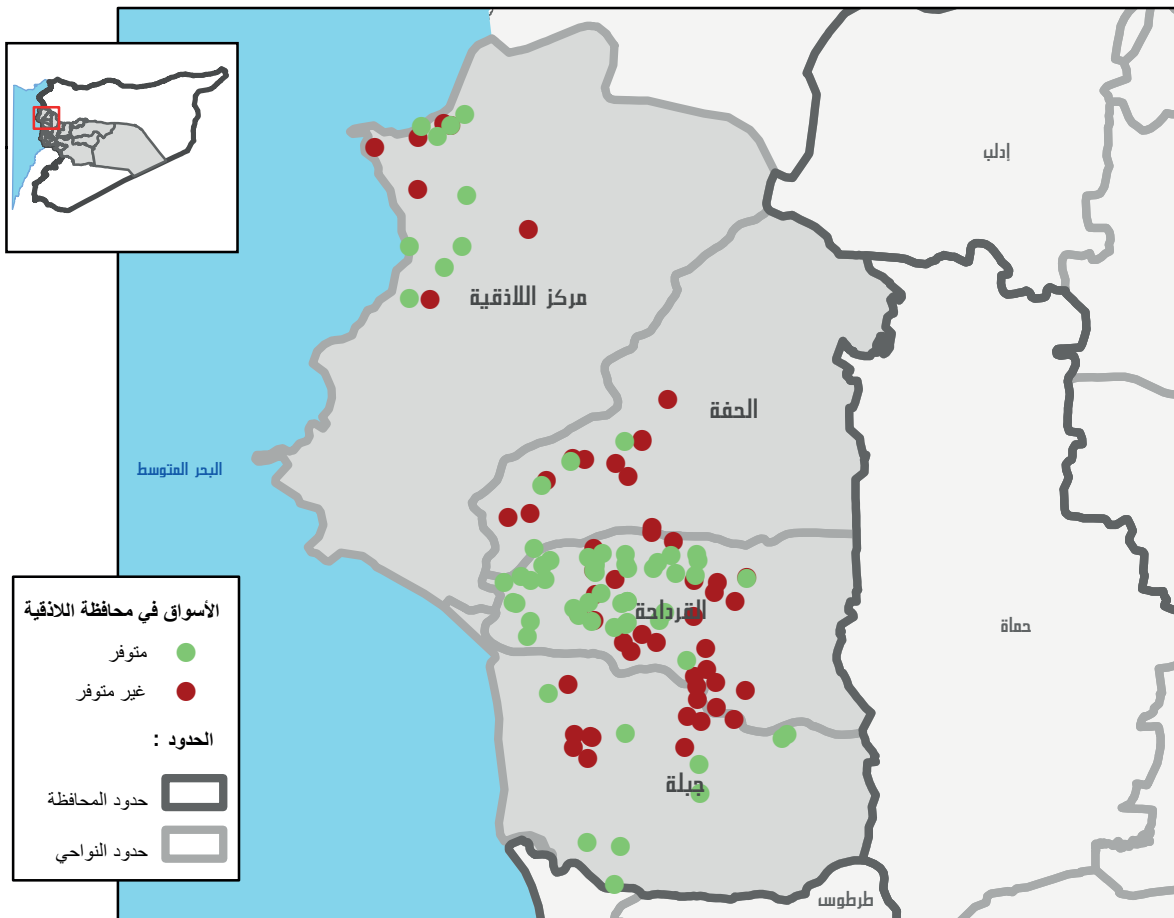 إدلب
مركز اللاذقية
الحفة
البحر المتوسط
القرداحة
حماة
جبلة
طرطوس
الأسواق في محافظة اللاذقية
متوفر
غير متوفر
الحدود :
حدود المحافظة
حدود النواحي